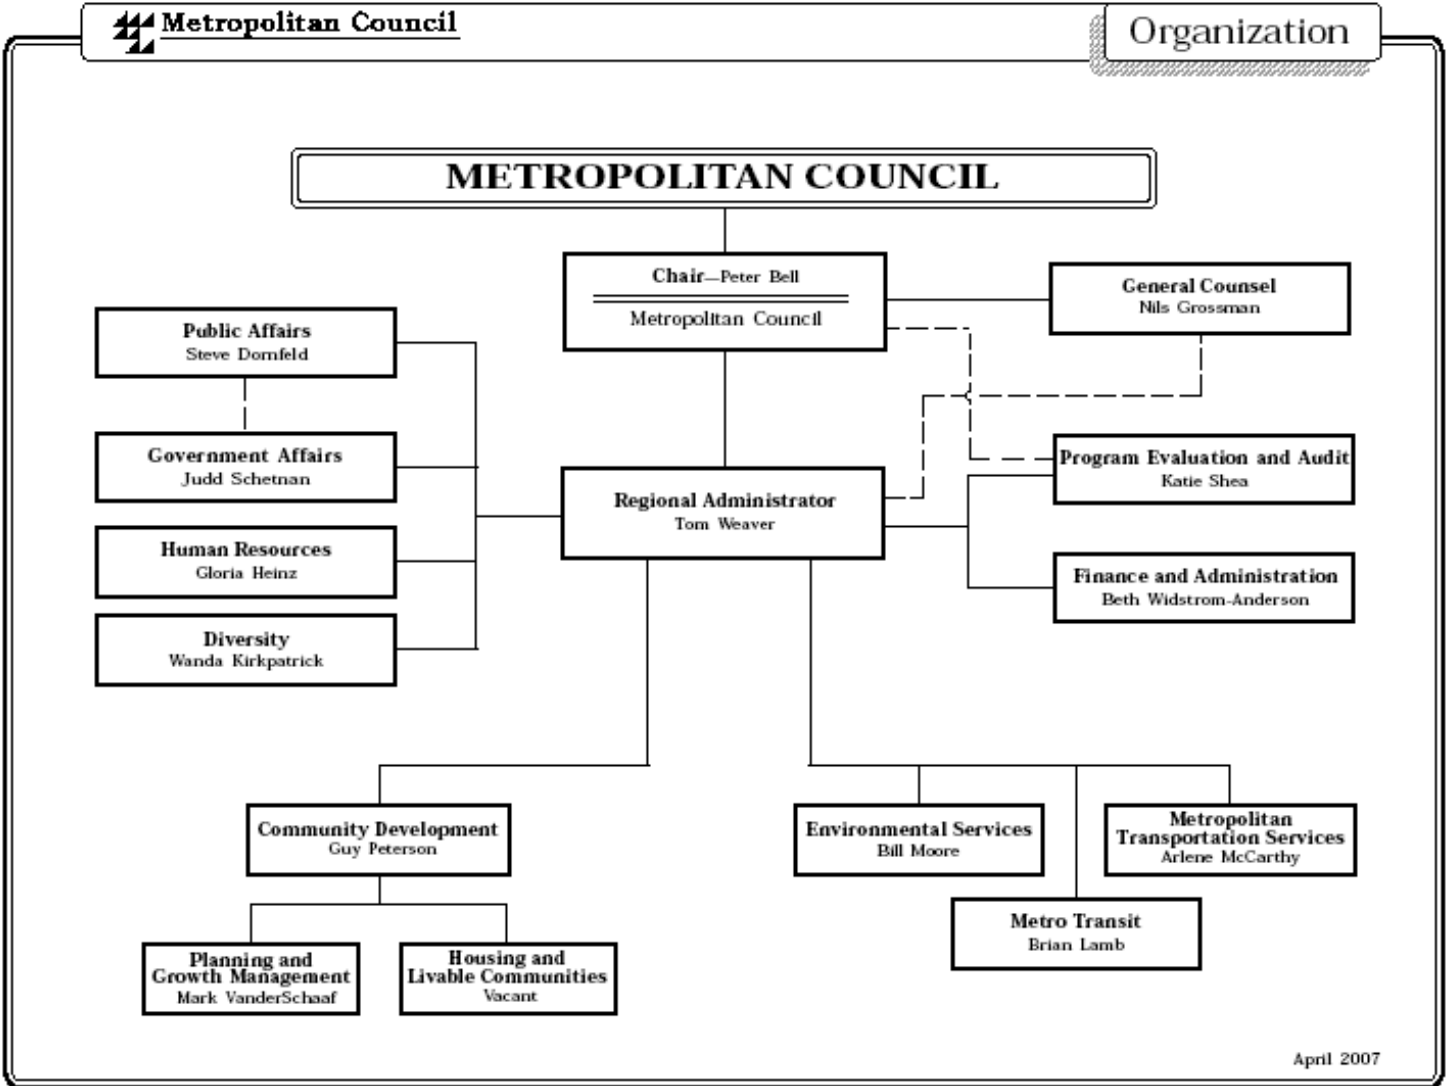 Metropolitan Council
Organization
METROPOLITAN COUNCIL
Chair—Peter Bell
Metropolitan Council
General Counsel
Nils Grossman
Public Affairs
Steve Dornfeld
Government Affairs
Judd Schetnan
Human Resources
Gloria Heinz
Diversity
Wanda Kirkpatrick
Regional Administrator
Tom Weaver
Program Evaluation and Audit
Katie Shea
Finance and Administration
Beth Widstrom-Anderson
Community Development
Guy Peterson
Planning and
Growth Management
Mark VanderSchaaf
Housing and
Livable Communities
Vacant
Environmental Services
Bill Moore
Metropolitan
Transportation Services
Arlene McCarthy
Metro Transit
Brian Lamb
April 2007